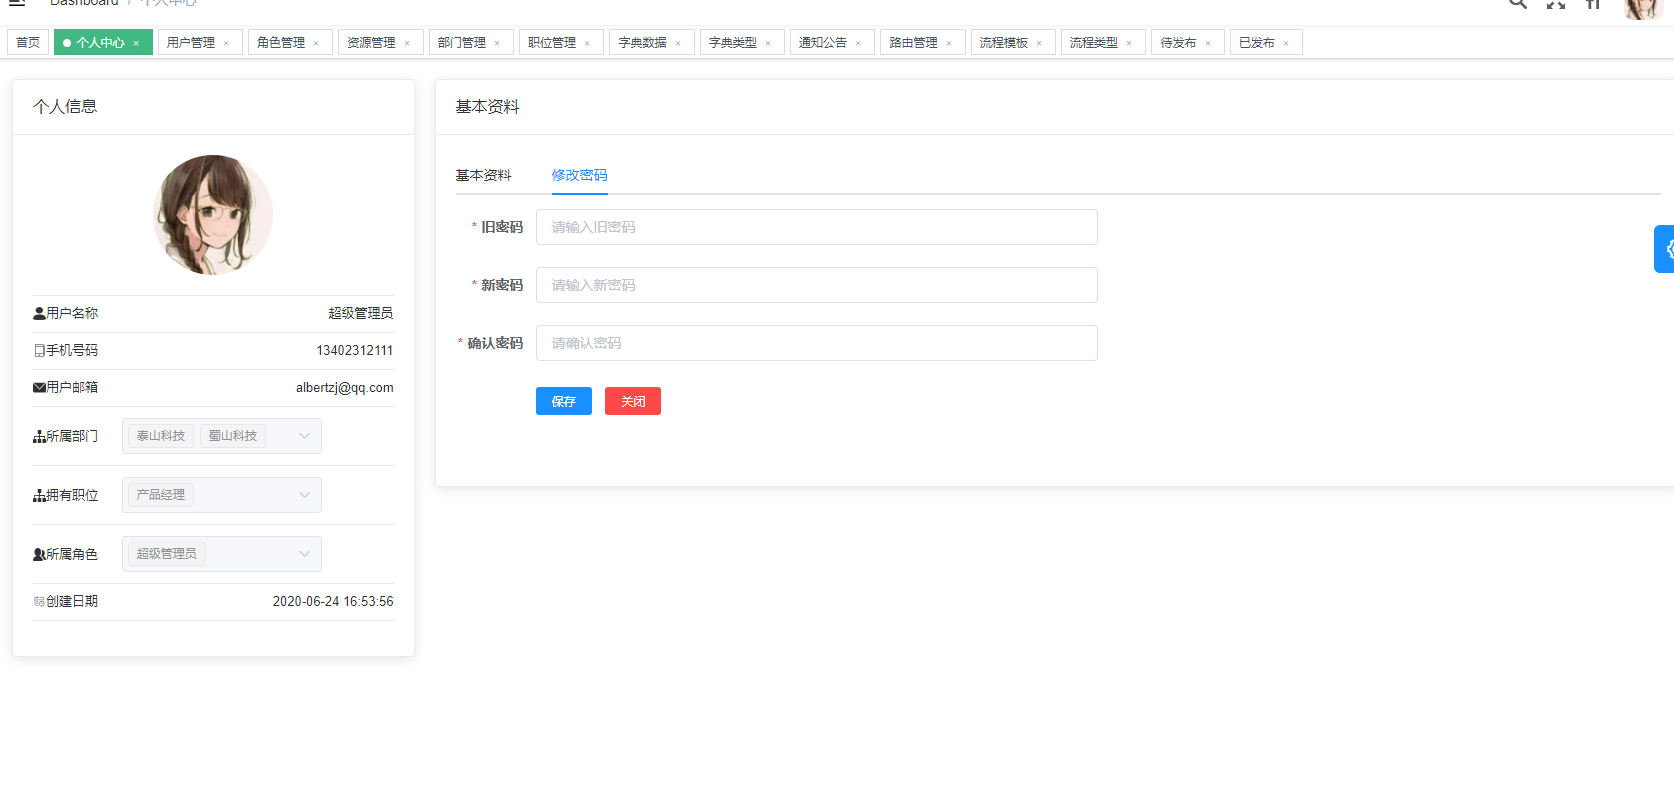 Dashboard / 个人中心
首页 个人中心 × 用户管理 × 角色管理 × 资源管理 × 部门管理 × 职位管理 × 字典数据 × 字典类型 × 通知公告 × 路由管理 × 流程模板 × 流程类型 × 待发布 × 已发布 ×
个人信息
用户名称 超级管理员
手机号码 13402312111
用户邮箱 albertzj@qq.com
所属部门 泰山科技 蜀山科技
拥有职位 产品经理
所属角色 超级管理员
创建日期 2020-06-24 16:53:56
基本资料
基本资料 修改密码
* 旧密码 请输入旧密码
* 新密码 请输入新密码
* 确认密码 请确认密码
保存 关闭